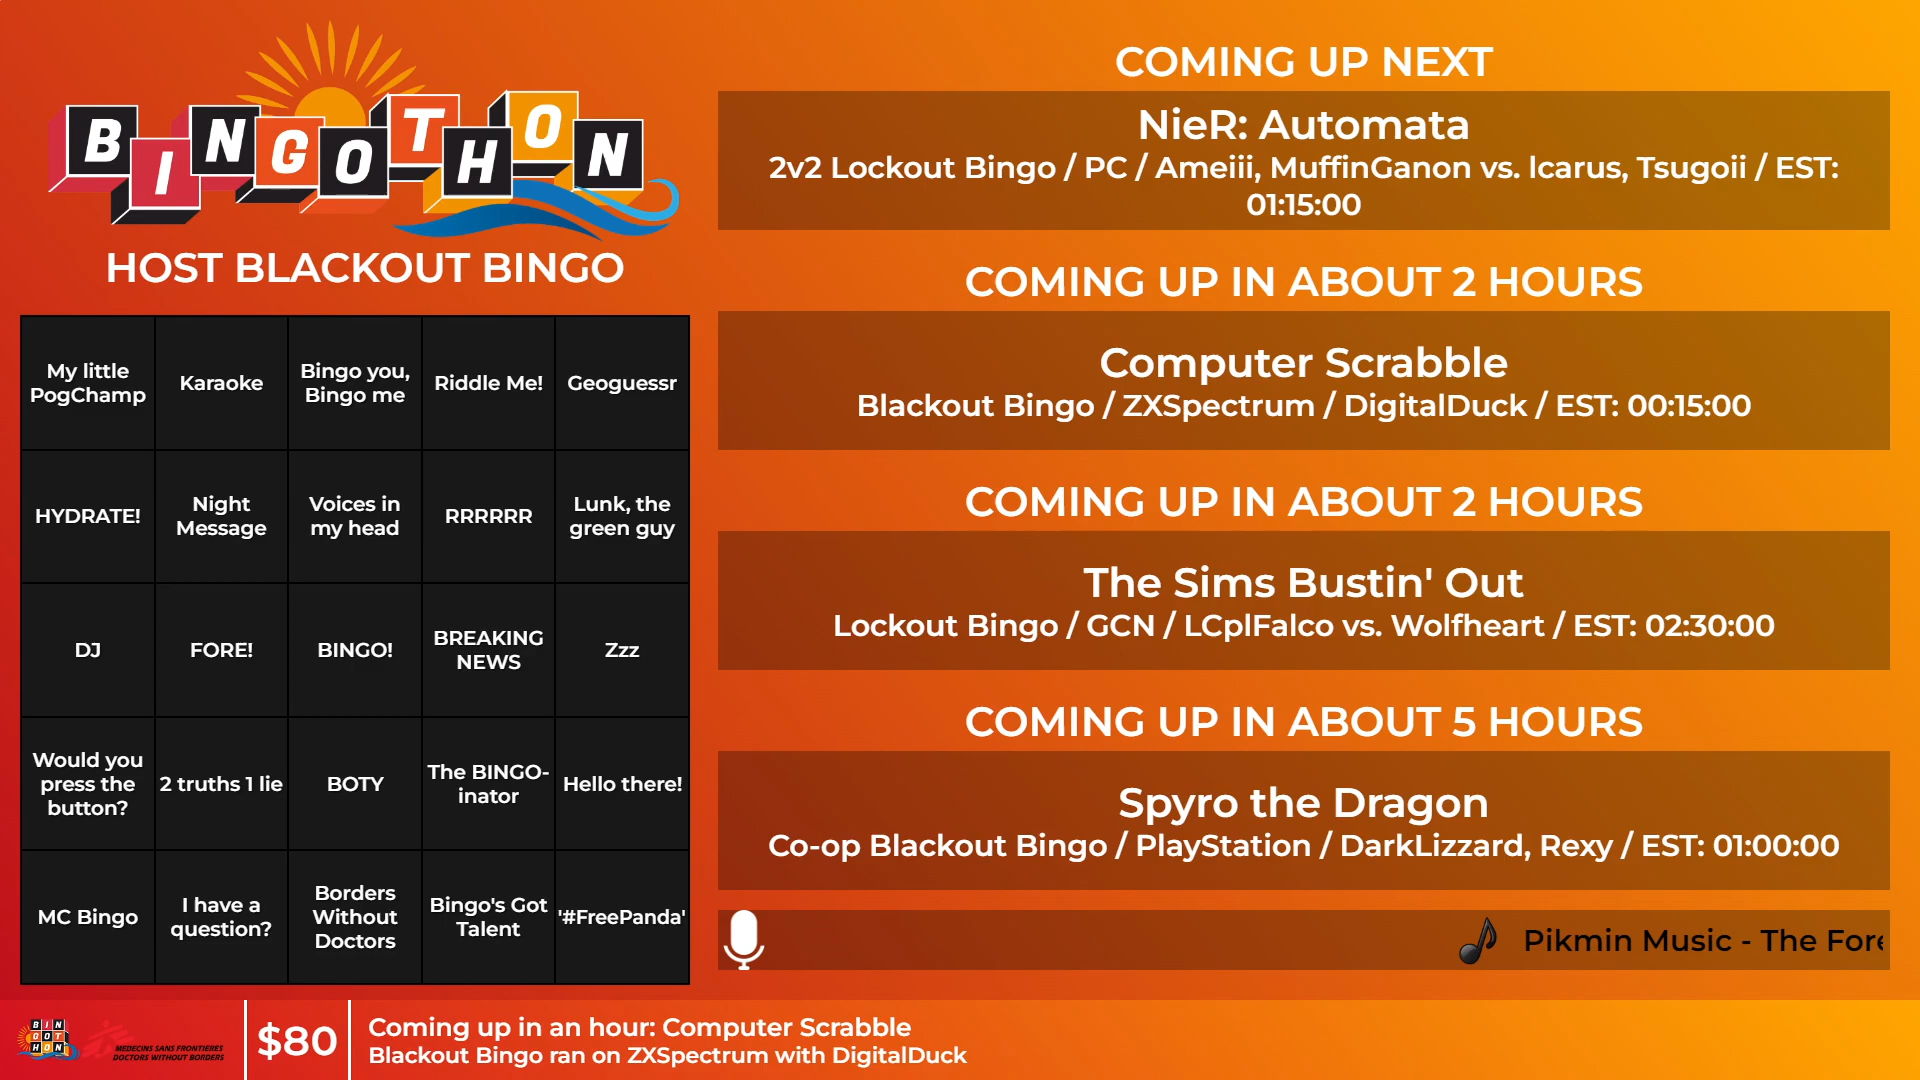 BINGOTHON
HOST BLACKOUT BINGO
My little
PogChamp
Karaoke
Bingo you,
Bingo me
Riddle Me!
Geoguessr
HYDRATE!
Night
Message
Voices in
my head
RRRRRR
Lunk, the
green guy
DJ
FORE!
BINGO!
BREAKING
NEWS
Zzz
Would you
press the
button?
2 truths 1 lie
BOTY
The BINGO-
inator
Hello there!
MC Bingo
I have a
question?
Borders
Without
Doctors
Bingo's Got
Talent
'#FreePanda'
COMING UP NEXT
NieR: Automata
2v2 Lockout Bingo / PC / Ameiii, MuffinGanon vs. lcarus, Tsugoii / EST:
01:15:00
COMING UP IN ABOUT 2 HOURS
Computer Scrabble
Blackout Bingo / ZXSpectrum / DigitalDuck / EST: 00:15:00
COMING UP IN ABOUT 2 HOURS
The Sims Bustin' Out
Lockout Bingo / GCN / LCplFalco vs. Wolfheart / EST: 02:30:00
COMING UP IN ABOUT 5 HOURS
Spyro the Dragon
Co-op Blackout Bingo / PlayStation / DarkLizzard, Rexy / EST: 01:00:00
Pikmin Music - The Fore
BIN
GOT
HON
MEDECINS SANS FRONTIERES
DOCTORS WITHOUT BORDERS
$80
Coming up in an hour: Computer Scrabble
Blackout Bingo ran on ZXSpectrum with DigitalDuck